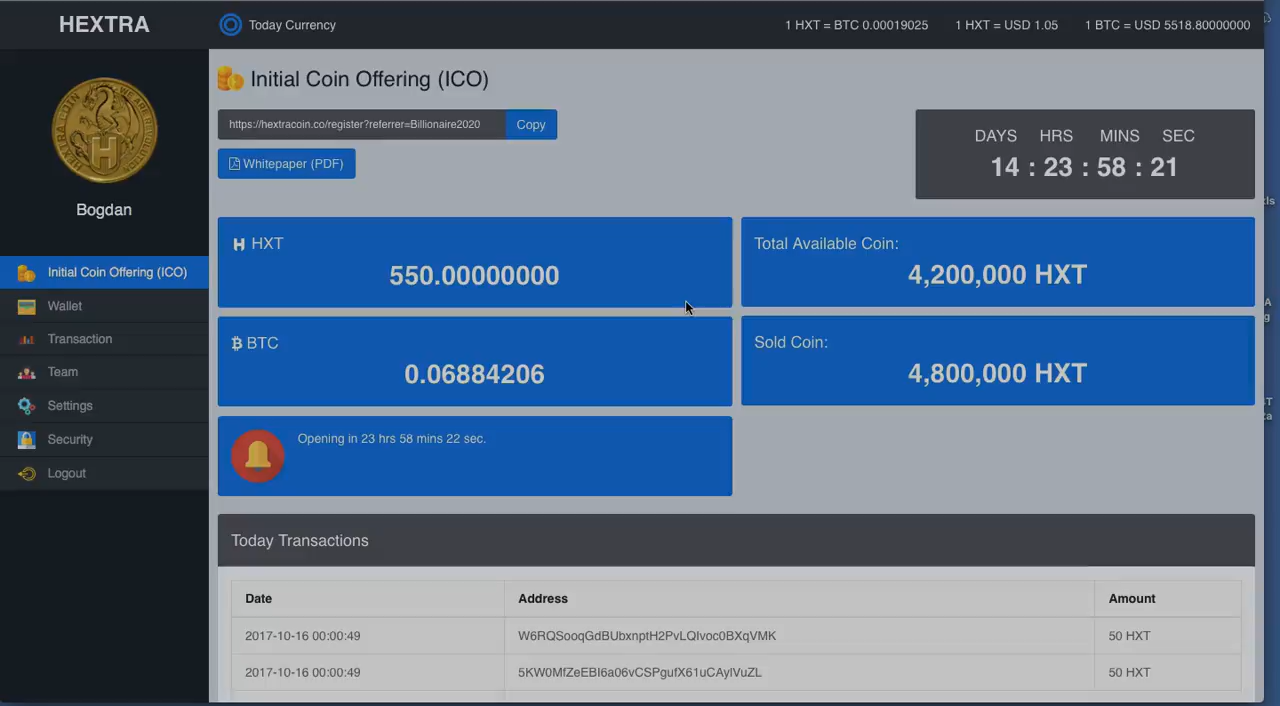 HEXTRA
Today Currency
1 HXT = BTC 0.00019025
1 HXT = USD 1.05
1 BTC = USD 5518.80000000
HEXTRA COIN WE ARE REVOLUTION
H
Bogdan
Initial Coin Offering (ICO)
Wallet
Transaction
Team
Settings
Security
Logout
Initial Coin Offering (ICO)
https://hextracoin.co/register?referrer=Billionaire2020
Copy
Whitepaper (PDF)
DAYS HRS MINS SEC
14 : 23 : 58 : 21
HXT
550.00000000
Total Available Coin:
4,200,000 HXT
BTC
0.06884206
Sold Coin:
4,800,000 HXT
Opening in 23 hrs 58 mins 22 sec.
Today Transactions
Date Address Amount
2017-10-16 00:00:49 W6RQSooqGdBUbxnptH2PvLQIvoc0BXqVMK 50 HXT
2017-10-16 00:00:49 5KW0MfZeEBI6a06vCSPgufX61uCAylVuZL 50 HXT